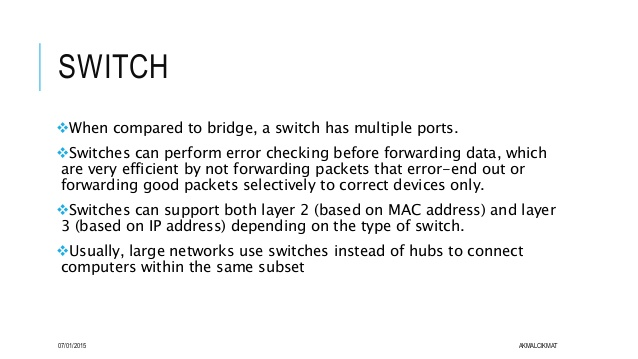 SWITCH
❖When compared to bridge, a switch has multiple ports.
❖Switches can perform error checking before forwarding data, which
are very efficient by not forwarding packets that error-end out or
forwarding good packets selectively to correct devices only.
❖Switches can support both layer 2 (based on MAC address) and layer
3 (based on IP address) depending on the type of switch.
❖Usually, large networks use switches instead of hubs to connect
computers within the same subset
07/01/2015
AKMALCIKMAT